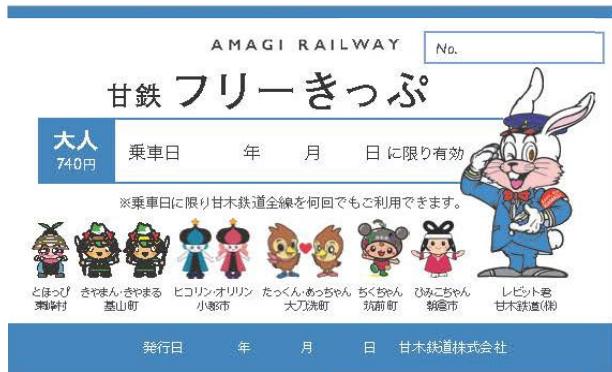 AMAGI RAILWAY
No.
甘鉄 フリーきっぷ
大人
740円
乗車日 年 月 日 に限り有効
※乗車日に限り甘木鉄道全線を何回でもご利用できます。
とほっぴ きやまん・きやまる ヒコリン・オリリン たっくん・あっちゃん ちくちゃん ひみこちゃん レビット君
東峰村 基山町 小郡市 大刀洗町 筑前町 朝倉市 甘木鉄道(株)
発行日 年 月 日 甘木鉄道株式会社